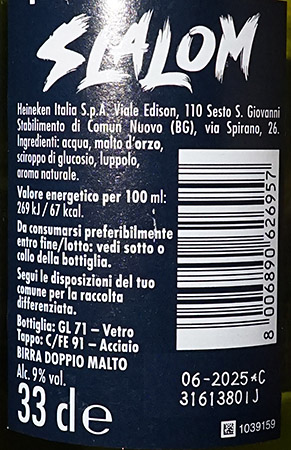 SLALOM
Heineken Italia S.p.A. Viale Edison, 110 Sesto S. Giovanni
Stabilimento di Comun Nuovo (BG), via Spirano, 26.
Ingredienti: acqua, malto d'orzo,
sciroppo di glucosio, luppolo,
aroma naturale.
Valore energetico per 100 ml:
269 kJ / 67 kcal.
Da consumarsi preferibilmente
entro fine/lotto: vedi sotto o
collo della bottiglia.
Segui le disposizioni del tuo
comune per la raccolta
differenziata.
Bottiglia: GL 71 – Vetro
Tappo: C/FE 91 – Acciaio
BIRRA DOPPIO MALTO
Alc. 9% vol.
33 cl e
8 006890 626957
06-2025*C
31613801J
1039159